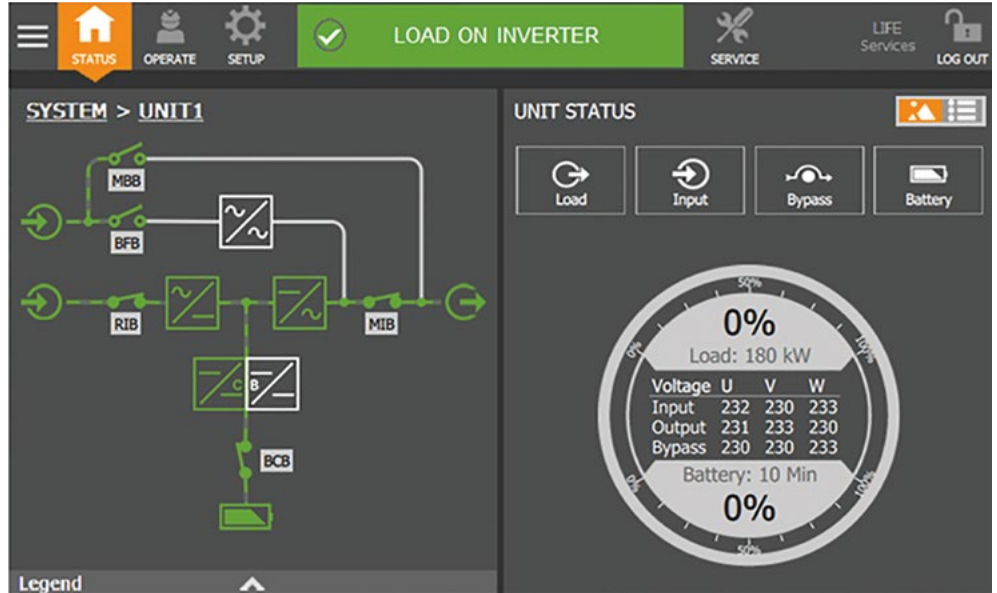 STATUS OPERATE SETUP LOAD ON INVERTER SERVICE LIFE Services LOG OUT
SYSTEM > UNIT1
MBB
BFB
RIB
MIB
C B
BCB
Legend
UNIT STATUS
Load Input Bypass Battery
50%
0% 100%
0%
Load: 180 kW
Voltage U V W
Input 232 230 233
Output 231 233 230
Bypass 230 230 233
Battery: 10 Min
0%
0% 100%
50%